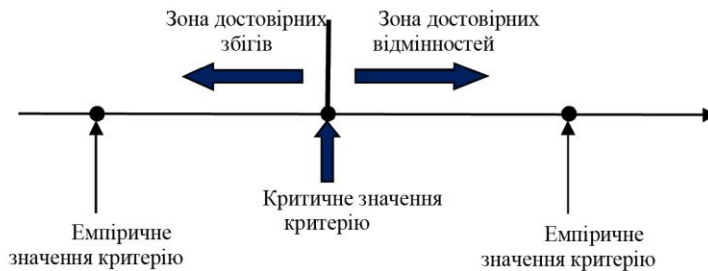 Зона достовірних
збігів
Зона достовірних
відмінностей
Критичне значення
критерію
Емпіричне
значення критерію
Емпіричне
значення критерію